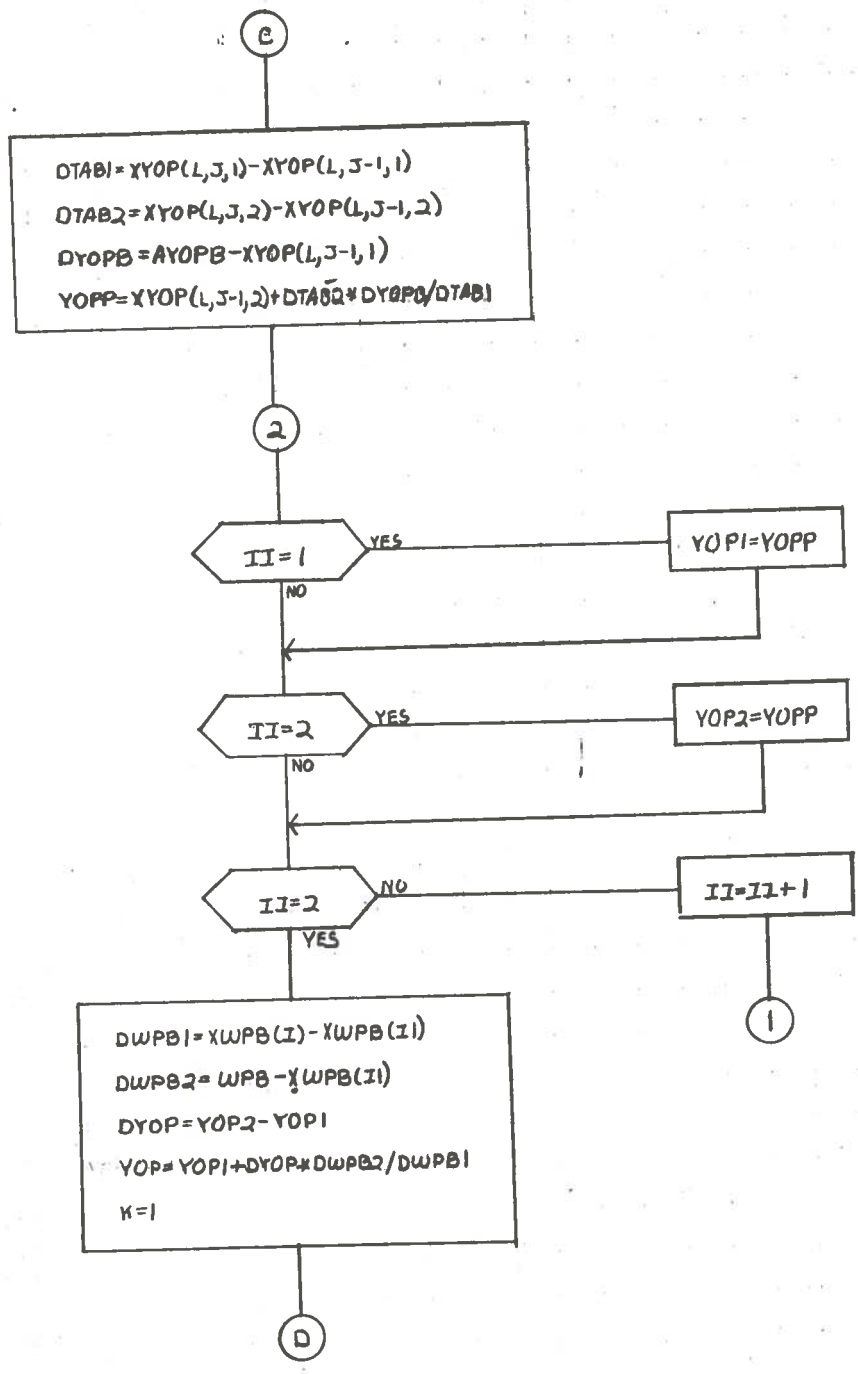 C
DTAB1=XYOP(L,J,1)-XYOP(L,J-1,1)
DTAB2=XYOP(L,J,2)-XYOP(L,J-1,2)
DYOPB=AYOPB-XYOP(L,J-1,1)
YOPP=XYOP(L,J-1,2)+DTAB2*DYOPB/DTAB1
2
II=1
YES
YOP1=YOPP
NO
II=2
YES
YOP2=YOPP
NO
II=2
NO
II=II+1
YES
1
DWPB1=XWPB(I)-XWPB(I1)
DWPB2=WPB-XWPB(I1)
DYOP=YOP2-YOP1
YOP=YOP1+DYOP*DWPB2/DWPB1
K=1
D